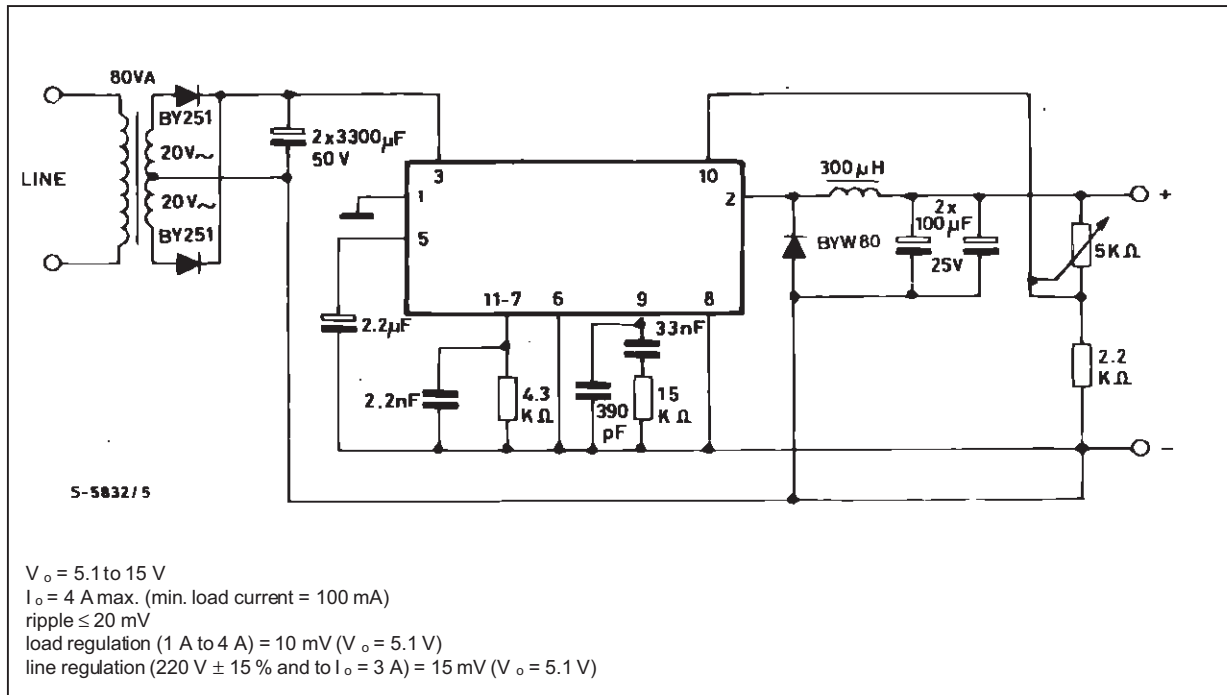 80VA
BY251
20V~
LINE
20V~
BY251
2x3300µF
50V
3
10
1
2
5
11-7
6
9
8
300µH
BYW80
2x
100µF
25V
+
5KΩ
2.2µF
33nF
2.2nF
4.3
KΩ
390
pF
15
KΩ
2.2
KΩ
-
S-5832/5
V o = 5.1 to 15 V
I o = 4 A max. (min. load current = 100 mA)
ripple ≤ 20 mV
load regulation (1 A to 4 A) = 10 mV (V o = 5.1 V)
line regulation (220 V ± 15 % and to I o = 3 A) = 15 mV (V o = 5.1 V)